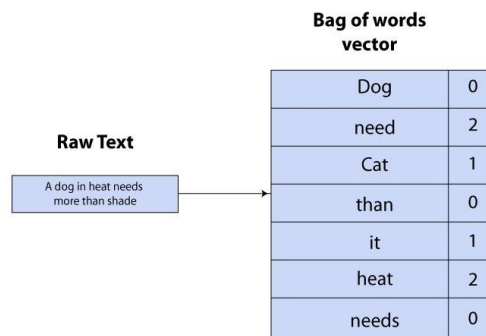 Bag of words
vector
Raw Text
A dog in heat needs
more than shade
Dog 0
need 2
Cat 1
than 0
it 1
heat 2
needs 0